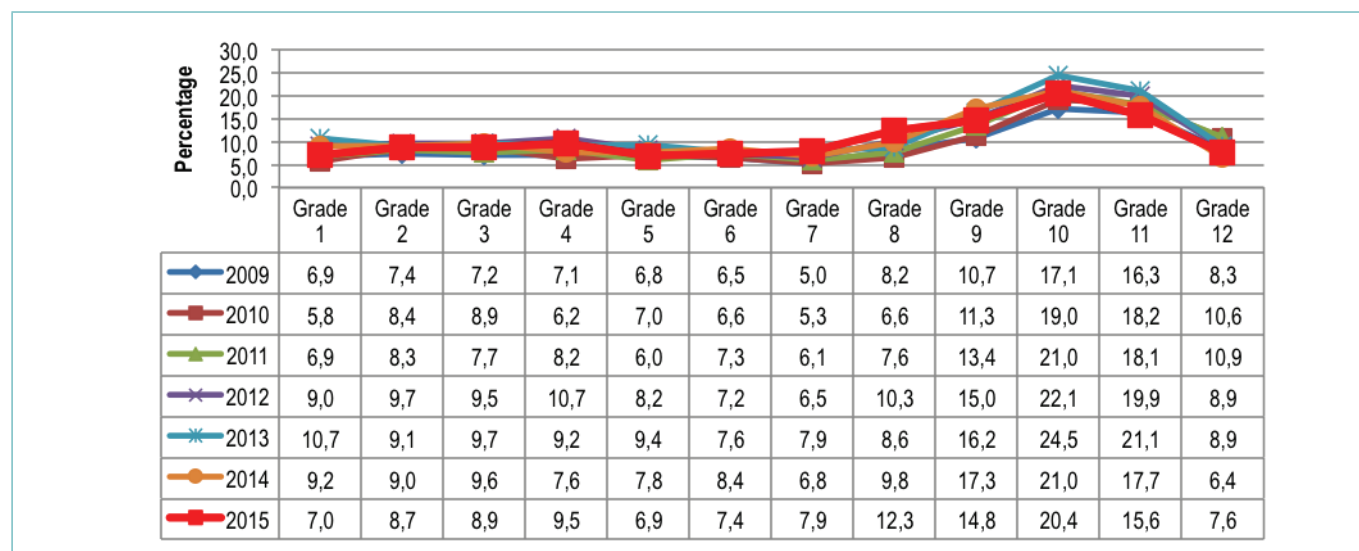 Percentage
30,0
25,0
20,0
15,0
10,0
5,0
0,0
Grade 1 Grade 2 Grade 3 Grade 4 Grade 5 Grade 6 Grade 7 Grade 8 Grade 9 Grade 10 Grade 11 Grade 12
2009 6,9 7,4 7,2 7,1 6,8 6,5 5,0 8,2 10,7 17,1 16,3 8,3
2010 5,8 8,4 8,9 6,2 7,0 6,6 5,3 6,6 11,3 19,0 18,2 10,6
2011 6,9 8,3 7,7 8,2 6,0 7,3 6,1 7,6 13,4 21,0 18,1 10,9
2012 9,0 9,7 9,5 10,7 8,2 7,2 6,5 10,3 15,0 22,1 19,9 8,9
2013 10,7 9,1 9,7 9,2 9,4 7,6 7,9 8,6 16,2 24,5 21,1 8,9
2014 9,2 9,0 9,6 7,6 7,8 8,4 6,8 9,8 17,3 21,0 17,7 6,4
2015 7,0 8,7 8,9 9,5 6,9 7,4 7,9 12,3 14,8 20,4 15,6 7,6